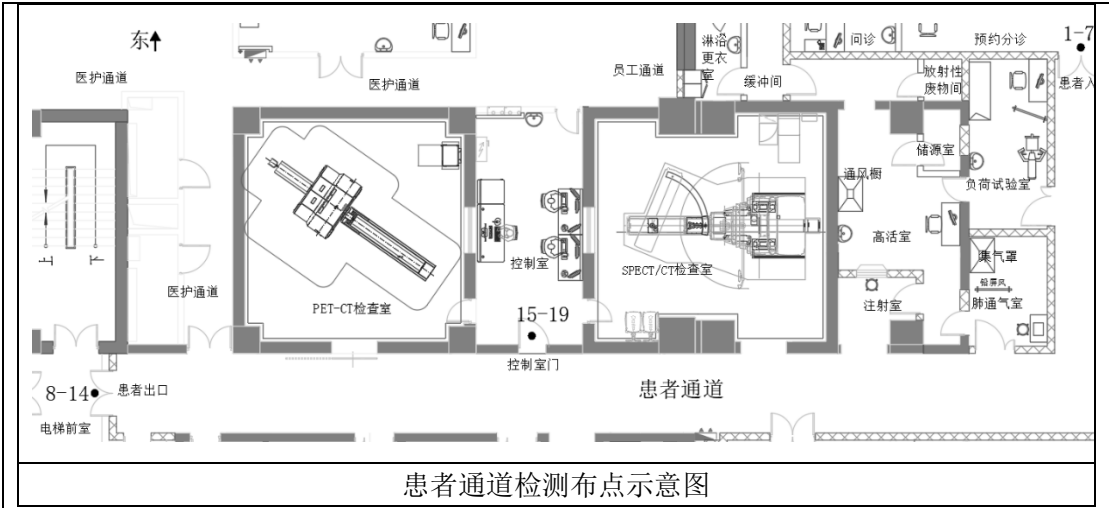 东
医护通道
医护通道
员工通道
淋浴
更衣
室
缓冲间
问诊
预约分诊
1-7
患者入
放射性
废物间
储源室
通风橱
负荷试验室
高活室
集气罩
铅屏风
肺通气室
注射室
上
下
医护通道
PET-CT检查室
控制室
SPECT/CT检查室
15-19
控制室门
患者通道
8-14
患者出口
电梯前室
患者通道检测布点示意图